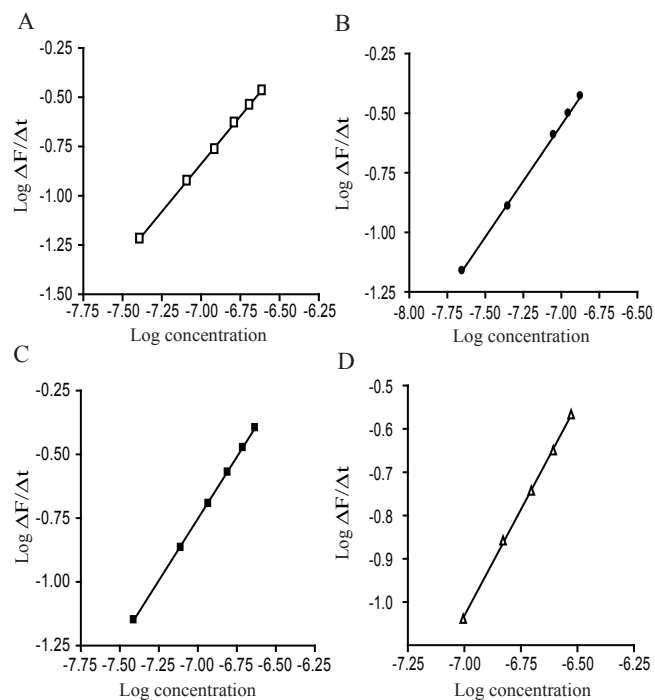 A
Log ΔF/Δt
-0.25
-0.50
-0.75
-1.00
-1.25
-1.50
-7.75 -7.50 -7.25 -7.00 -6.75 -6.50 -6.25
Log concentration
B
Log ΔF/Δt
-0.25
-0.50
-0.75
-1.00
-1.25
-8.00 -7.75 -7.50 -7.25 -7.00 -6.75 -6.50
Log concentration
C
Log ΔF/Δt
-0.25
-0.50
-0.75
-1.00
-1.25
-7.75 -7.50 -7.25 -7.00 -6.75 -6.50 -6.25
Log concentration
D
Log ΔF/Δt
-0.5
-0.6
-0.7
-0.8
-0.9
-1.0
-7.25 -7.00 -6.75 -6.50 -6.25
Log concentration